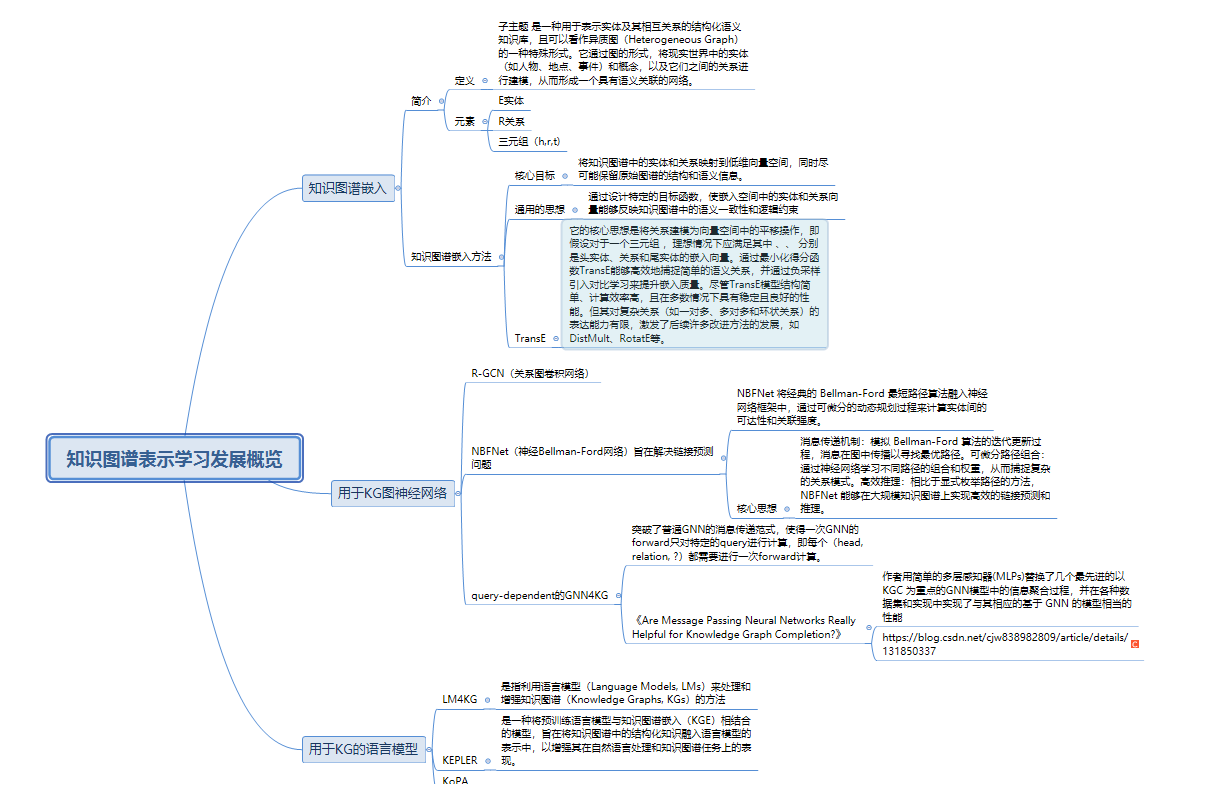 知识图谱表示学习发展概览
知识图谱嵌入
简介
定义
子主题 是一种用于表示实体及其相互关系的结构化语义
知识库，且可以看作异质图（Heterogeneous Graph）
的一种特殊形式。它通过图的形式，将现实世界中的实体
（如人物、地点、事件）和概念，以及它们之间的关系进
行建模，从而形成一个具有语义关联的网络。
元素
E实体
R关系
三元组（h,r,t）
知识图谱嵌入方法
核心目标
将知识图谱中的实体和关系映射到低维向量空间，同时尽
可能保留原始图谱的结构和语义信息。
通用的思想
通过设计特定的目标函数，使嵌入空间中的实体和关系向
量能够反映知识图谱中的语义一致性和逻辑约束
TransE
它的核心思想是将关系建模为向量空间中的平移操作，即
假设对于一个三元组 ，理想情况下应满足其中 、 、 分别
是头实体、关系和尾实体的嵌入向量。通过最小化得分函
数TransE能够高效地捕捉简单的语义关系，并通过负采样
引入对比学习来提升嵌入质量。尽管TransE模型结构简
单、计算效率高，且在多数情况下具有稳定且良好的性
能。但其对复杂关系（如一对多、多对多和环状关系）的
表达能力有限，激发了后续许多改进方法的发展，如
DistMult、RotatE等。
用于KG图神经网络
R-GCN（关系图卷积网络）
NBFNet（神经Bellman-Ford网络）旨在解决链接预测
问题
NBFNet 将经典的 Bellman-Ford 最短路径算法融入神经
网络框架中，通过可微分的动态规划过程来计算实体间的
可达性和关联强度。
核心思想
消息传递机制：模拟 Bellman-Ford 算法的迭代更新过
程，消息在图中传播以寻找最优路径。可微分路径组合：
通过神经网络学习不同路径的组合和权重，从而捕捉复杂
的关系模式。高效推理：相比于显式枚举路径的方法，
NBFNet 能够在大规模知识图谱上实现高效的链接预测和
推理。
query-dependent的GNN4KG
突破了普通GNN的消息传递范式，使得一次GNN的
forward只对特定的query进行计算，即每个（head,
relation, ?）都需要进行一次forward计算。
《Are Message Passing Neural Networks Really
Helpful for Knowledge Graph Completion?》
作者用简单的多层感知器(MLPs)替换了几个最先进的以
KGC 为重点的GNN模型中的信息聚合过程，并在各种数
据集和实现中实现了与其相应的基于 GNN 的模型相当的
性能
https://blog.csdn.net/cjw838982809/article/details/
131850337
用于KG的语言模型
LM4KG
是指利用语言模型（Language Models, LMs）来处理和
增强知识图谱（Knowledge Graphs, KGs）的方法
KEPLER
是一种将预训练语言模型与知识图谱嵌入（KGE）相结合
的模型，旨在将知识图谱中的结构化知识融入语言模型的
表示中，以增强其在自然语言处理和知识图谱任务上的表
现。
KoPA